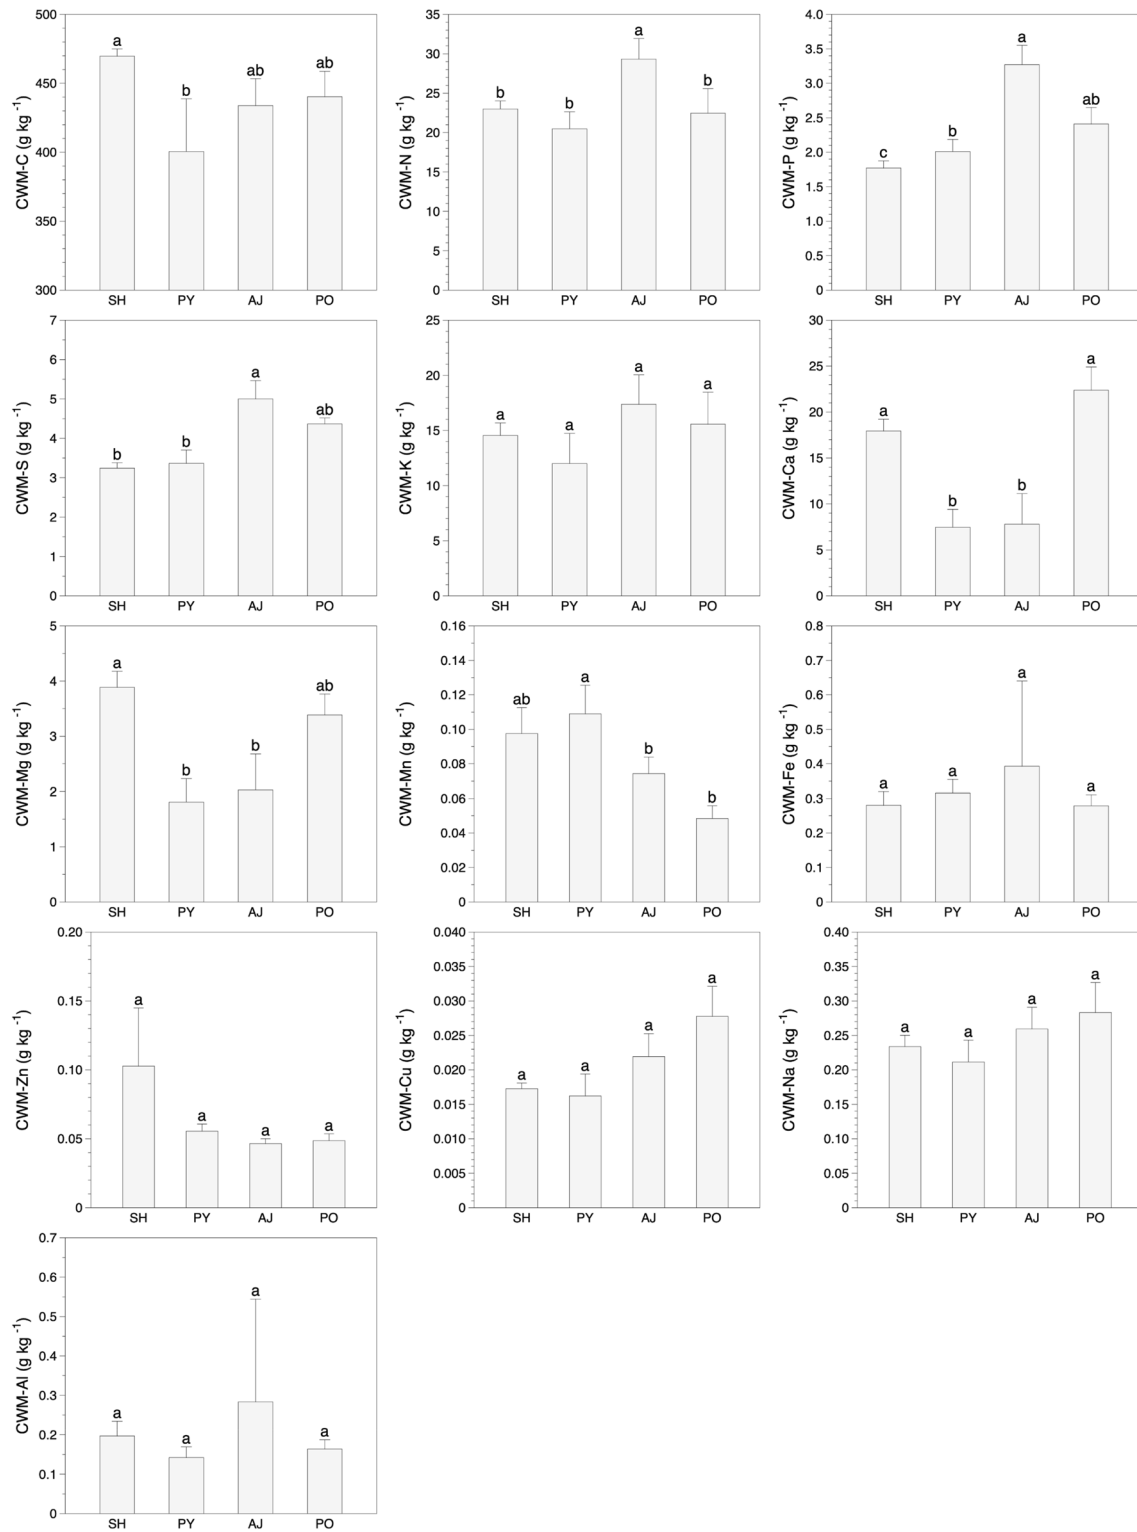 500
450
400
350
300
CWM-C (g kg -1)
a
b
ab
ab
SH PY AJ PO
35
30
25
20
15
10
5
0
CWM-N (g kg -1)
b
b
a
b
SH PY AJ PO
4.0
3.5
3.0
2.5
2.0
1.5
1.0
0.5
0
CWM-P (g kg -1)
c
b
a
ab
SH PY AJ PO
7
6
5
4
3
2
1
0
CWM-S (g kg -1)
b
b
a
ab
SH PY AJ PO
25
20
15
10
5
0
CWM-K (g kg -1)
a
a
a
a
SH PY AJ PO
30
25
20
15
10
5
0
CWM-Ca (g kg -1)
a
b
b
a
SH PY AJ PO
5
4
3
2
1
0
CWM-Mg (g kg -1)
a
b
b
ab
SH PY AJ PO
0.16
0.14
0.12
0.10
0.08
0.06
0.04
0.02
0
CWM-Mn (g kg -1)
ab
a
b
b
SH PY AJ PO
0.8
0.7
0.6
0.5
0.4
0.3
0.2
0.1
0
CWM-Fe (g kg -1)
a
a
a
a
SH PY AJ PO
0.20
0.15
0.10
0.05
0
CWM-Zn (g kg -1)
a
a
a
a
SH PY AJ PO
0.040
0.035
0.030
0.025
0.020
0.015
0.010
0.005
0
CWM-Cu (g kg -1)
a
a
a
a
SH PY AJ PO
0.40
0.35
0.30
0.25
0.20
0.15
0.10
0.05
0
CWM-Na (g kg -1)
a
a
a
a
SH PY AJ PO
0.7
0.6
0.5
0.4
0.3
0.2
0.1
0
CWM-Al (g kg -1)
a
a
a
a
SH PY AJ PO